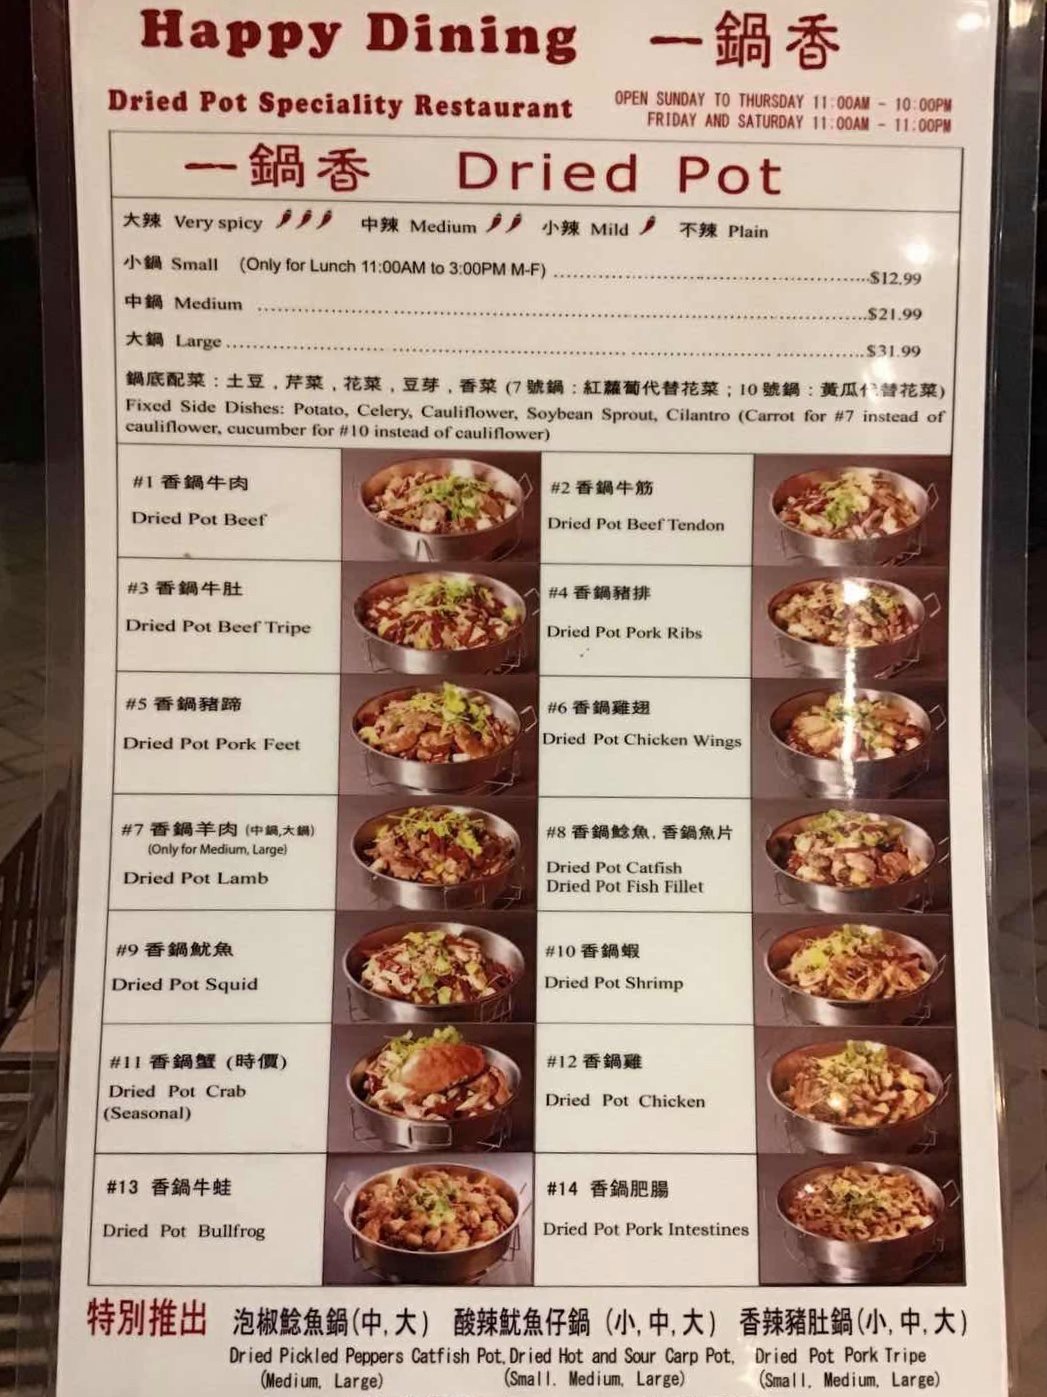 Happy Dining 一鍋香
Dried Pot Speciality Restaurant
OPEN SUNDAY TO THURSDAY 11:00AM - 10:00PM
FRIDAY AND SATURDAY 11:00AM - 11:00PM
一鍋香 Dried Pot
大辣 Very spicy 中辣 Medium 小辣 Mild 不辣 Plain
小鍋 Small (Only for Lunch 11:00AM to 3:00PM M-F) $12.99
中鍋 Medium $21.99
大鍋 Large $31.99
鍋底配菜：土豆，芹菜，花菜，豆芽，香菜 (7 號鍋：紅蘿蔔代替花菜；10 號鍋：黃瓜代替花菜)
Fixed Side Dishes: Potato, Celery, Cauliflower, Soybean Sprout, Cilantro (Carrot for #7 instead of
cauliflower, cucumber for #10 instead of cauliflower)
#1 香鍋牛肉
Dried Pot Beef
#2 香鍋牛筋
Dried Pot Beef Tendon
#3 香鍋牛肚
Dried Pot Beef Tripe
#4 香鍋豬排
Dried Pot Pork Ribs
#5 香鍋豬蹄
Dried Pot Pork Feet
#6 香鍋雞翅
Dried Pot Chicken Wings
#7 香鍋羊肉 (中鍋,大鍋)
(Only for Medium, Large)
Dried Pot Lamb
#8 香鍋鯰魚, 香鍋魚片
Dried Pot Catfish
Dried Pot Fish Fillet
#9 香鍋魷魚
Dried Pot Squid
#10 香鍋蝦
Dried Pot Shrimp
#11 香鍋蟹 (時價)
Dried Pot Crab
(Seasonal)
#12 香鍋雞
Dried Pot Chicken
#13 香鍋牛蛙
Dried Pot Bullfrog
#14 香鍋肥腸
Dried Pot Pork Intestines
特別推出 泡椒鯰魚鍋(中,大) 酸辣魷魚仔鍋 (小,中,大) 香辣豬肚鍋(小,中,大)
Dried Pickled Peppers Catfish Pot, Dried Hot and Sour Carp Pot, Dried Pot Pork Tripe
(Medium, Large) (Small. Medium, Large) (Small. Medium, Large)